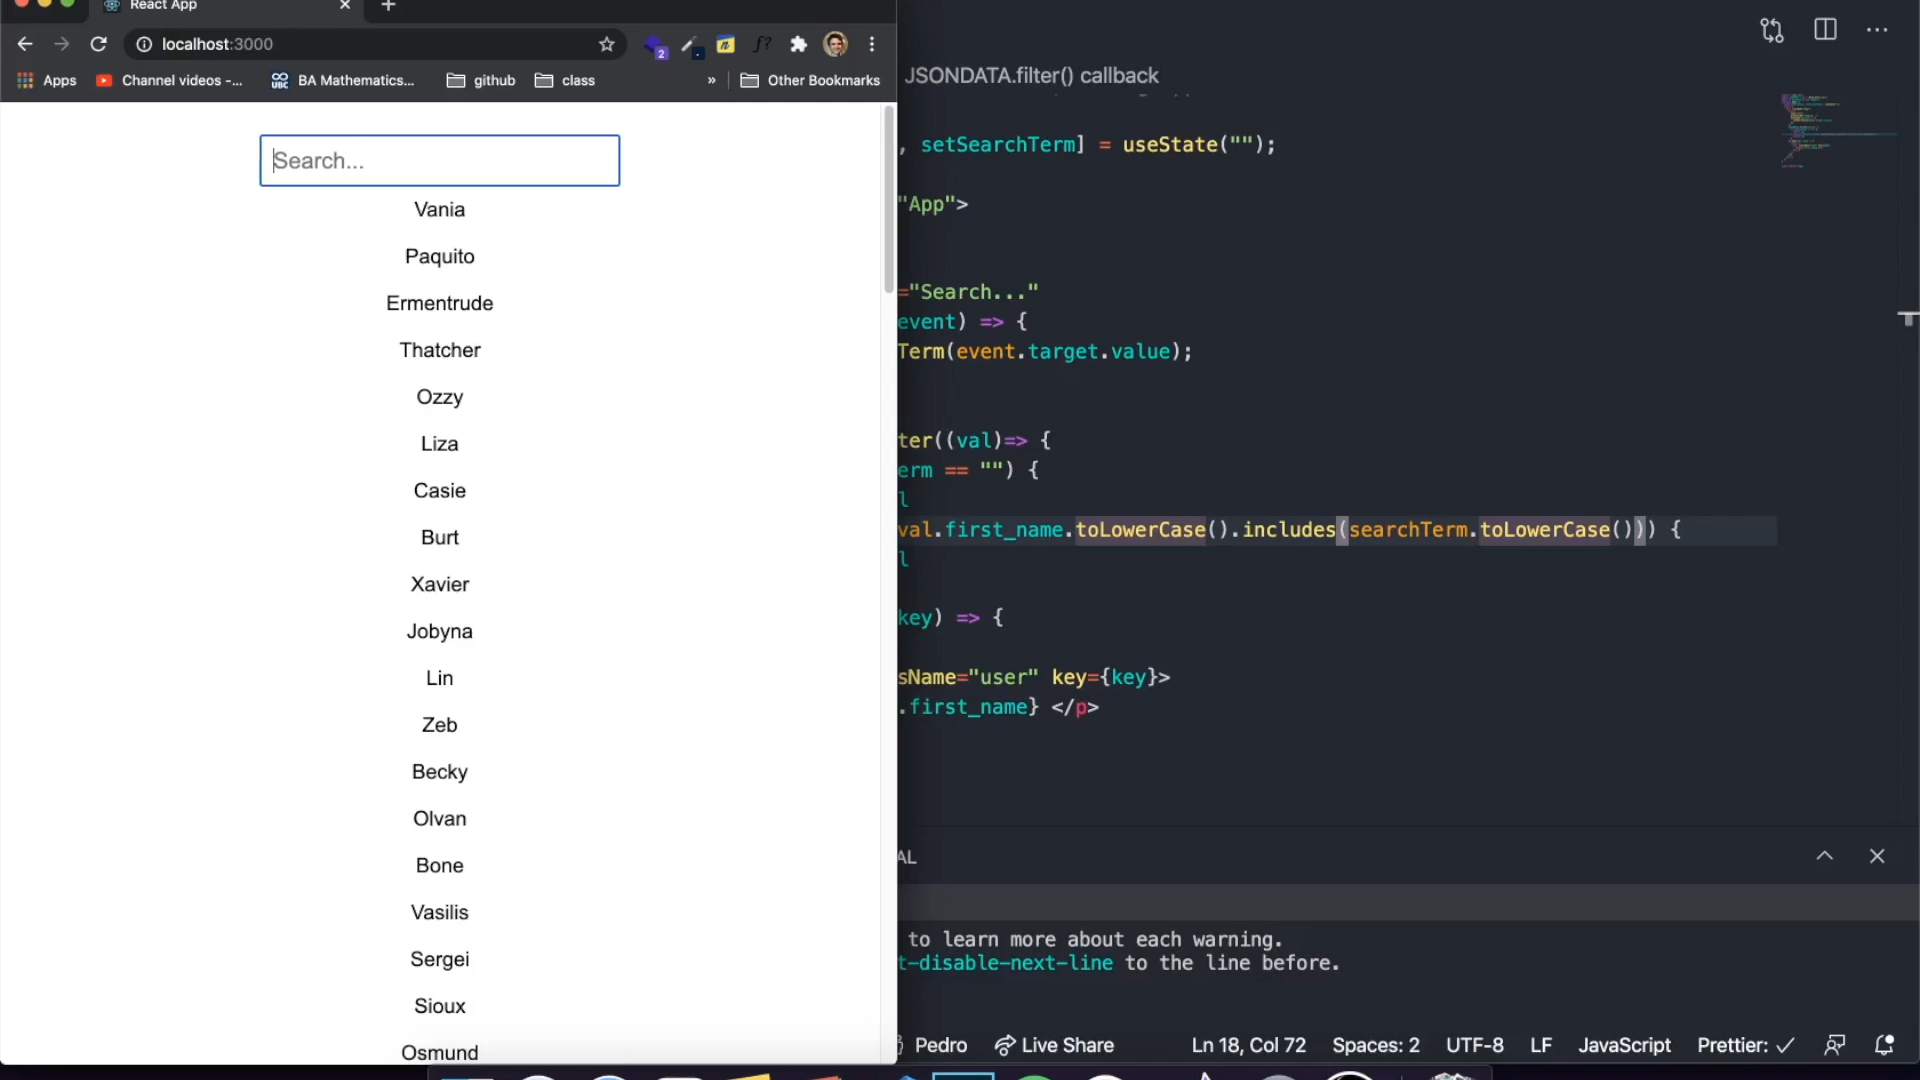 React App
localhost:3000
2
f?
Apps
Channel videos -...
UBC
BA Mathematics...
github
class
»
Other Bookmarks
Search...
Vania
Paquito
Ermentrude
Thatcher
Ozzy
Liza
Casie
Burt
Xavier
Jobyna
Lin
Zeb
Becky
Olvan
Bone
Vasilis
Sergei
Sioux
Osmund
JSONDATA.filter() callback
, setSearchTerm] = useState("");
"App">
="Search..."
event) => {
Term(event.target.value);
ter((val)=> {
erm == "") {
l
val.first_name.toLowerCase().includes(searchTerm.toLowerCase())) {
l
key) => {
sName="user" key={key}>
.first_name} </p>
AL
to learn more about each warning.
t-disable-next-line to the line before.
Pedro
Live Share
Ln 18, Col 72
Spaces: 2
UTF-8
LF
JavaScript
Prettier: ✓